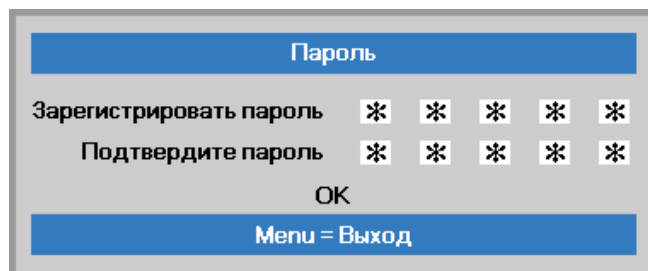 Пароль
Зарегистрировать пароль * * * * *
Подтвердите пароль * * * * *
OK
Menu = Выход